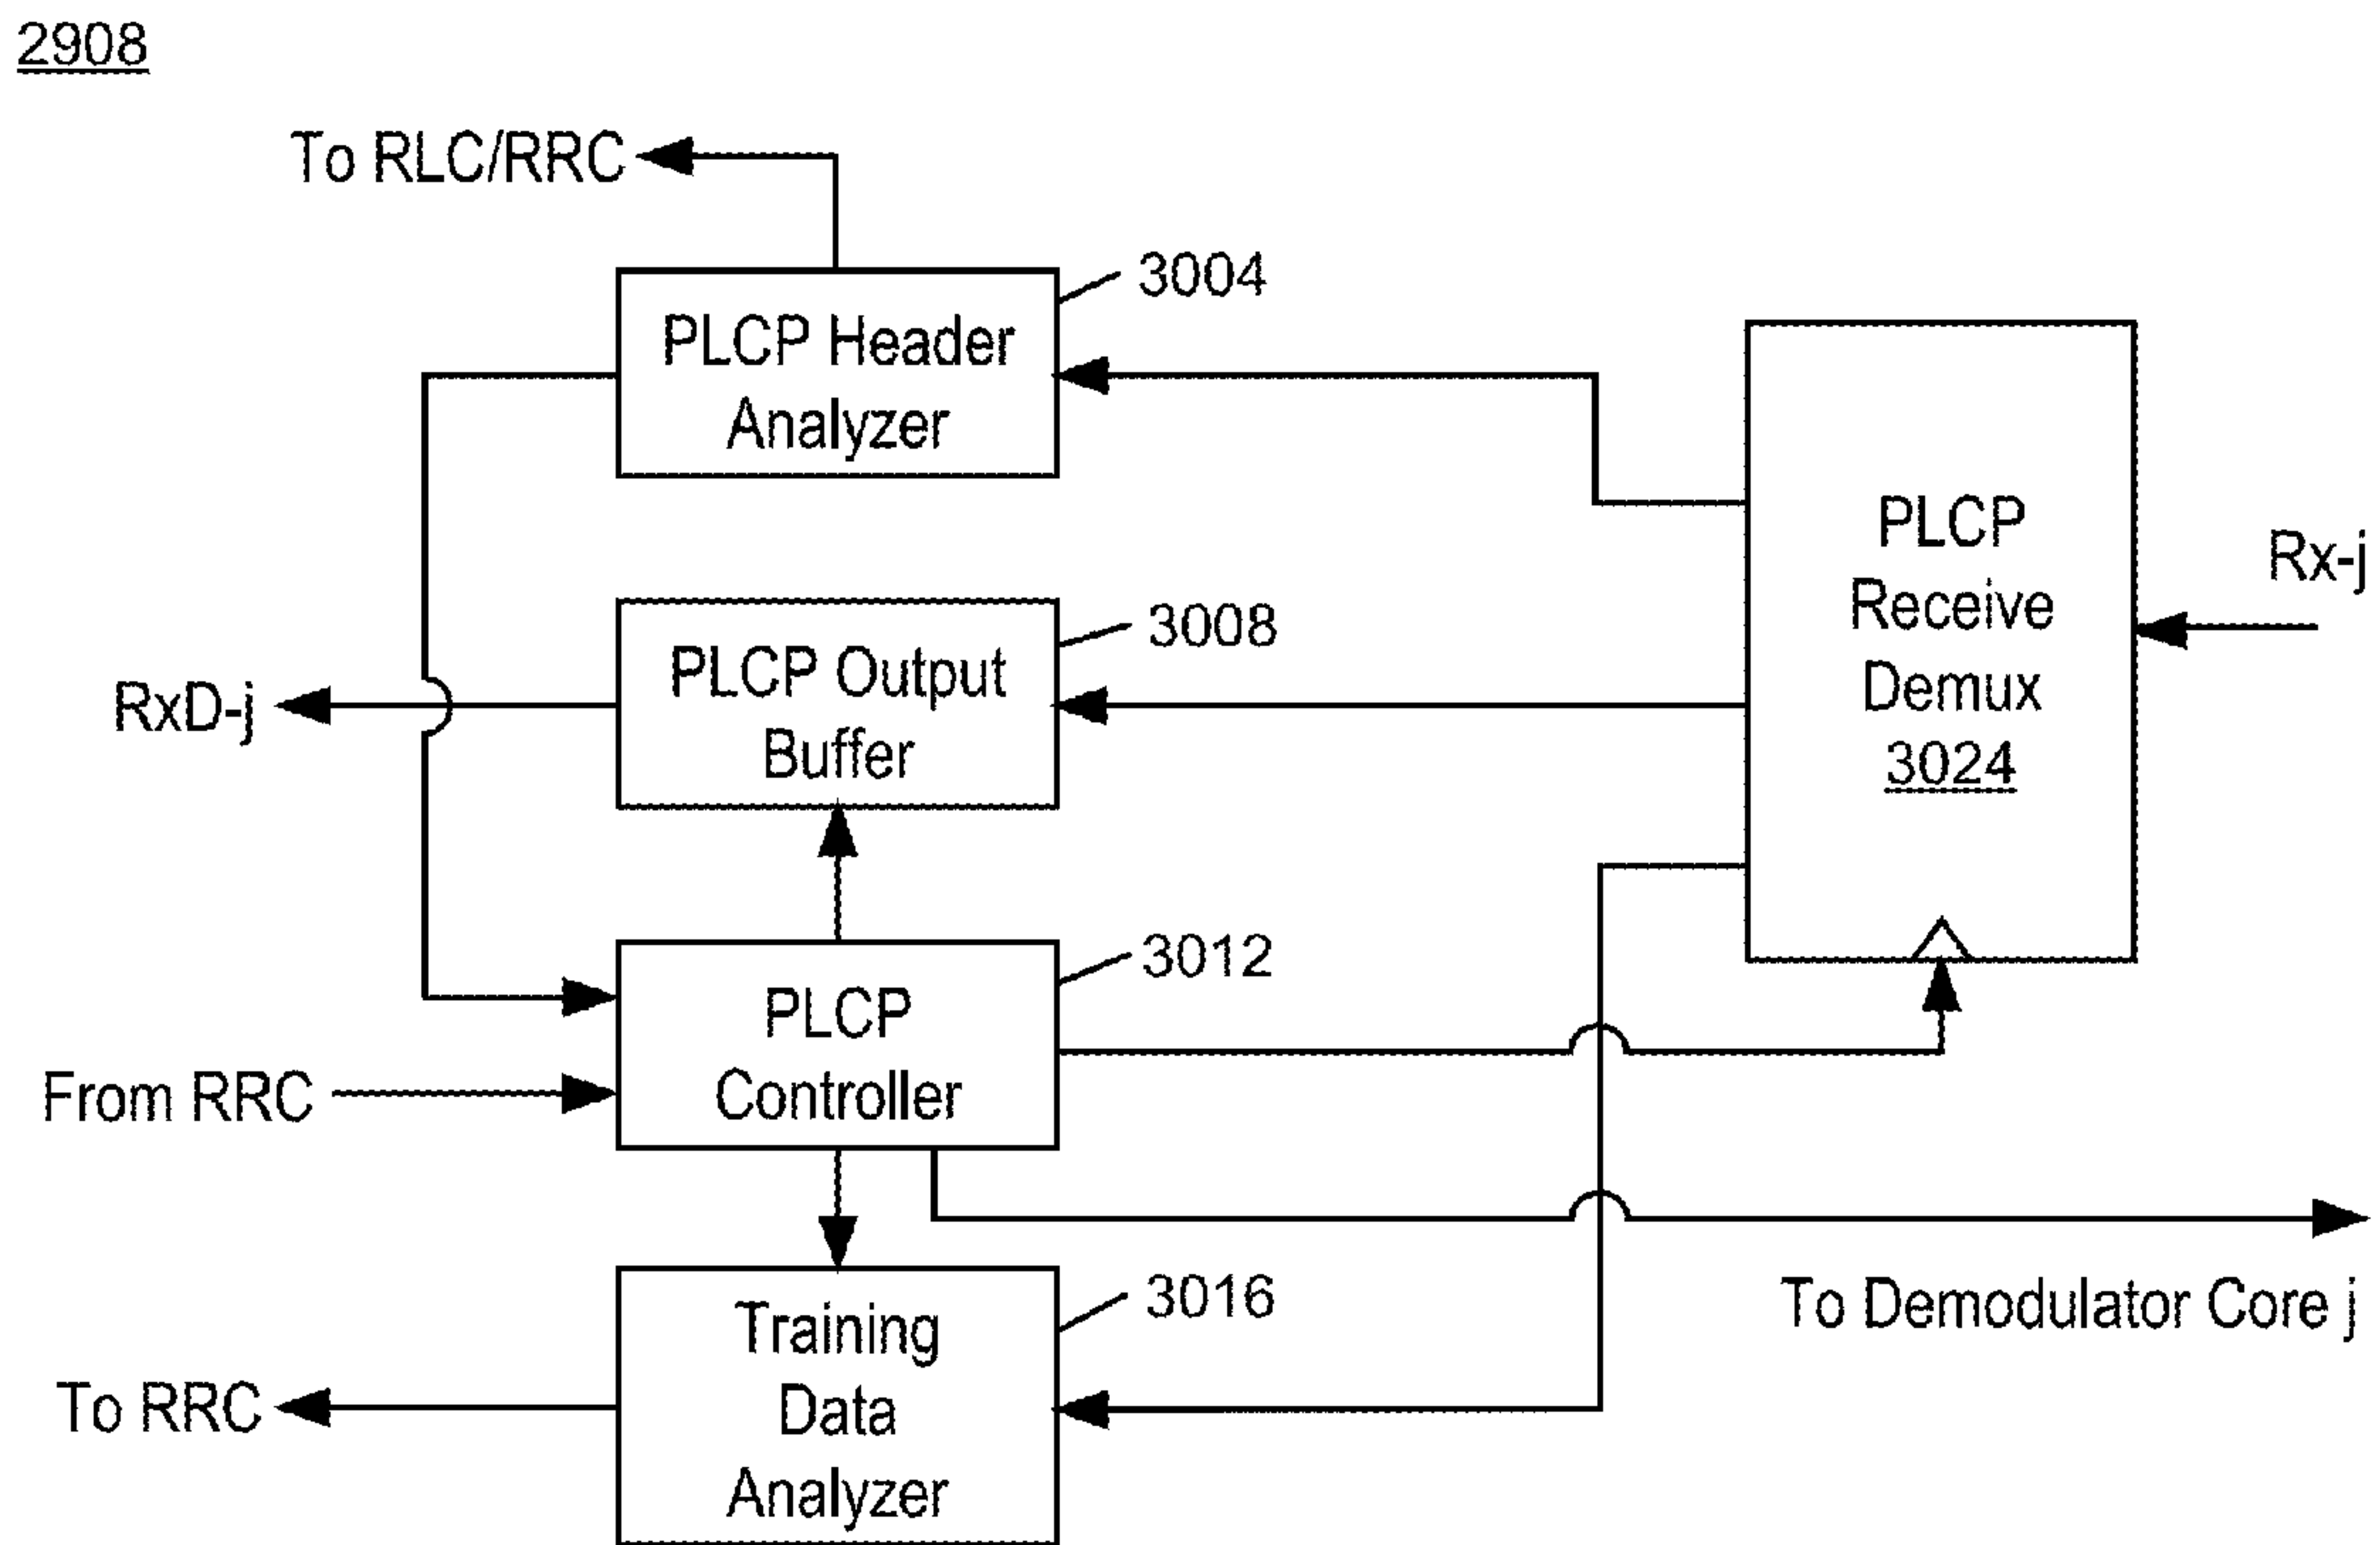 2908
To RLC/RRC
3004
PLCP Header
Analyzer
PLCP
Receive
Demux
3024
Rx-j
3008
PLCP Output
Buffer
RxD-j
3012
PLCP
Controller
From RRC
To Demodulator Core j
3016
Training
Data
Analyzer
To RRC